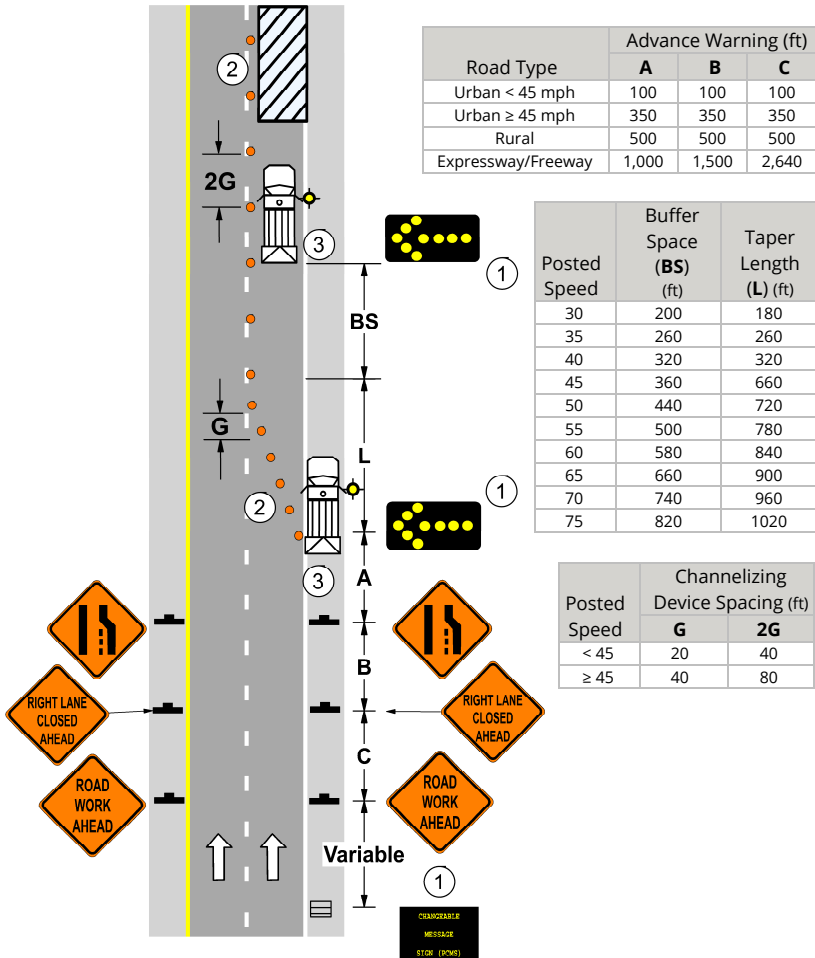 2
2G
3
1
BS
G
L
2
1
3
A
B
RIGHT LANE
CLOSED
AHEAD
RIGHT LANE
CLOSED
AHEAD
C
ROAD
WORK
AHEAD
ROAD
WORK
AHEAD
Variable
1
CHANGEABLE
MESSAGE
SIGN (PCMS)
Road Type Advance Warning (ft)
A B C
Urban < 45 mph 100 100 100
Urban ≥ 45 mph 350 350 350
Rural 500 500 500
Expressway/Freeway 1,000 1,500 2,640
Posted Speed Buffer Space (BS) (ft) Taper Length (L) (ft)
30 200 180
35 260 260
40 320 320
45 360 660
50 440 720
55 500 780
60 580 840
65 660 900
70 740 960
75 820 1020
Posted Speed Channelizing Device Spacing (ft)
G 2G
< 45 20 40
≥ 45 40 80